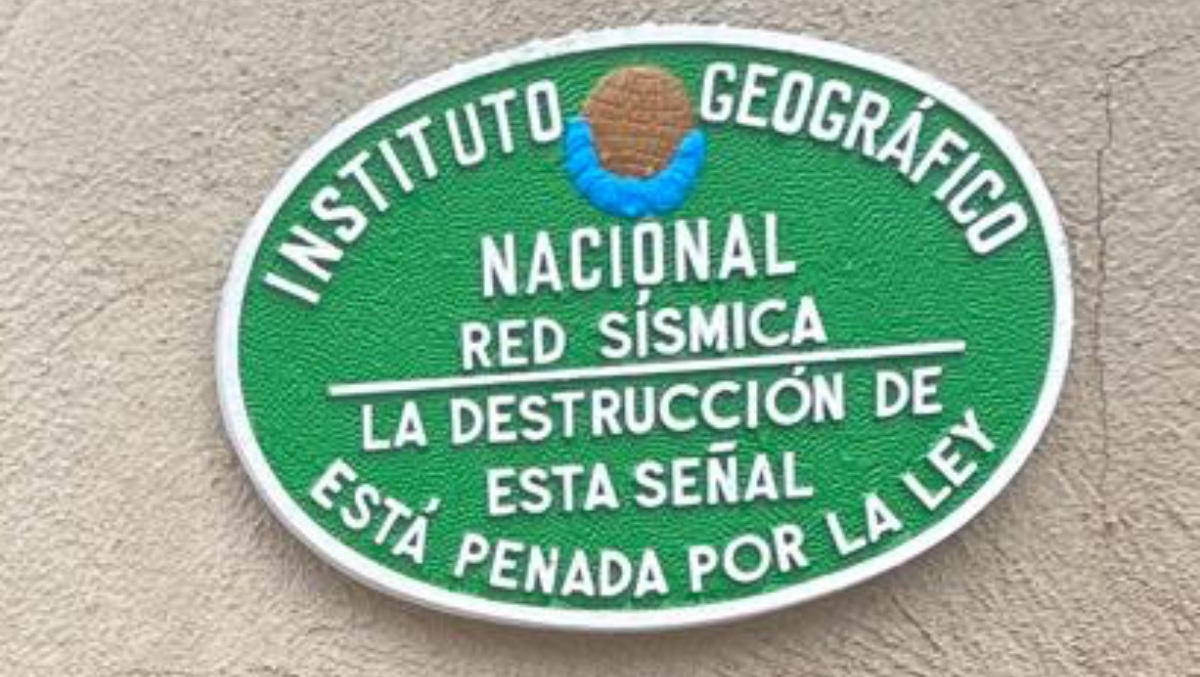 INSTITUTO GEOGRÁFICO
NACIONAL
RED SÍSMICA
LA DESTRUCCIÓN DE
ESTA SEÑAL
ESTÁ PENADA POR LA LEY